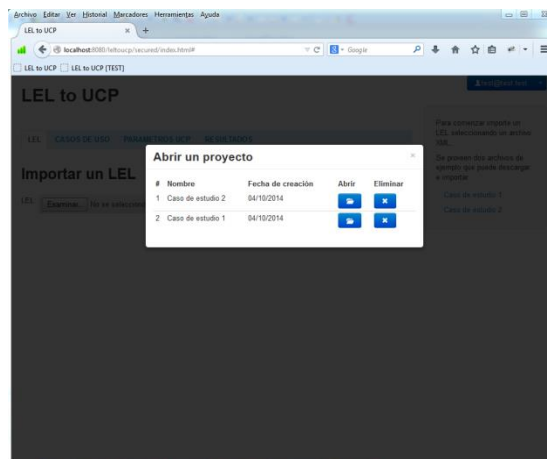 Archivo Editar Ver Historial Marcadores Herramientas Ayuda
LEL to UCP
localhost:8080/leltoucp/secured/index.html#
Google
LEL to UCP LEL to UCP [TEST]
LEL to UCP
LEL CASOS DE USO PARAMETROS UCP RESULTADOS
Importar un LEL
LEL Examinar... No se seleccion
Para comenzar importe un
LEL seleccionando un archivo
XML.
Se proveen dos archivos de
ejemplo que puede descargar
e importar
Caso de estudio 1
Caso de estudio 2
Abrir un proyecto
# Nombre Fecha de creación Abrir Eliminar
1 Caso de estudio 2 04/10/2014
2 Caso de estudio 1 04/10/2014